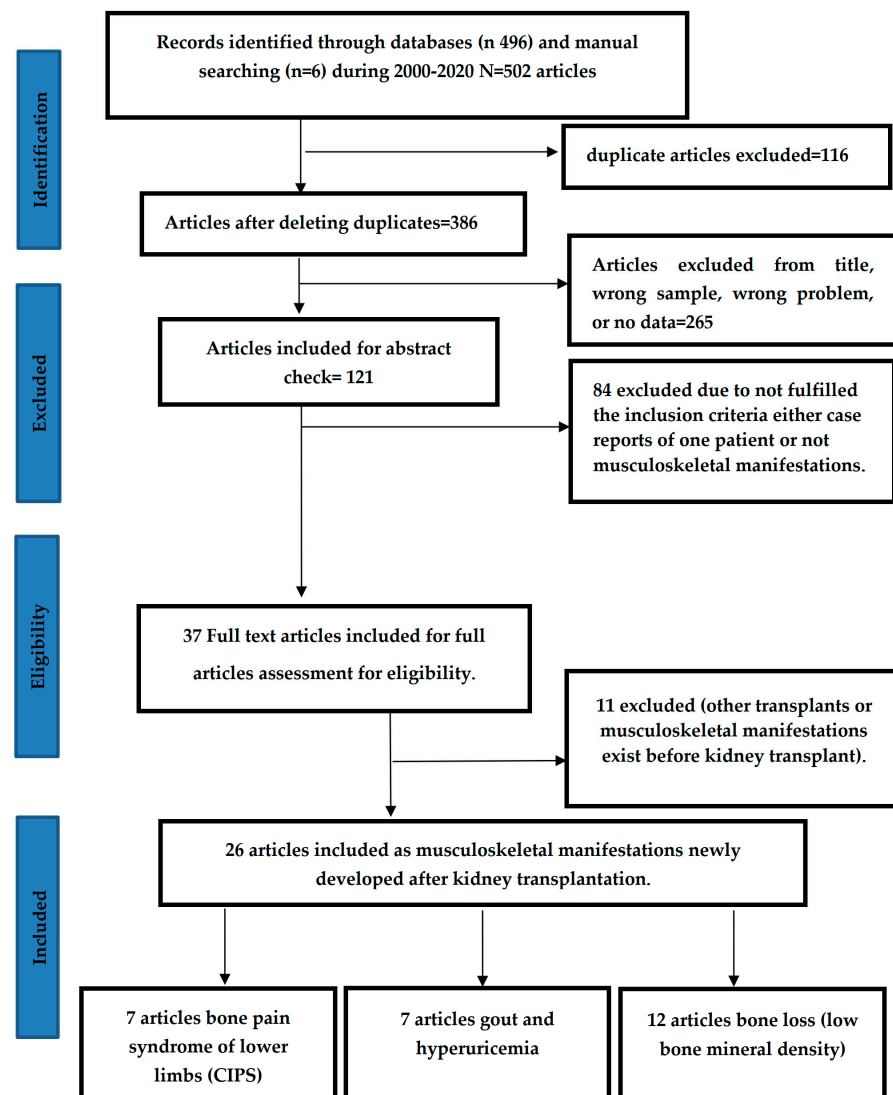 Records identified through databases (n 496) and manual
searching (n=6) during 2000-2020 N=502 articles
Identification
duplicate articles excluded=116
Articles after deleting duplicates=386
Articles excluded from title,
wrong sample, wrong problem,
or no data=265
Excluded
Articles included for abstract
check= 121
84 excluded due to not fulfilled
the inclusion criteria either case
reports of one patient or not
musculoskeletal manifestations.
Eligibility
37 Full text articles included for full
articles assessment for eligibility.
11 excluded (other transplants or
musculoskeletal manifestations
exist before kidney transplant).
Included
26 articles included as musculoskeletal manifestations newly
developed after kidney transplantation.
7 articles bone pain
syndrome of lower
limbs (CIPS)
7 articles gout and
hyperuricemia
12 articles bone loss (low
bone mineral density)